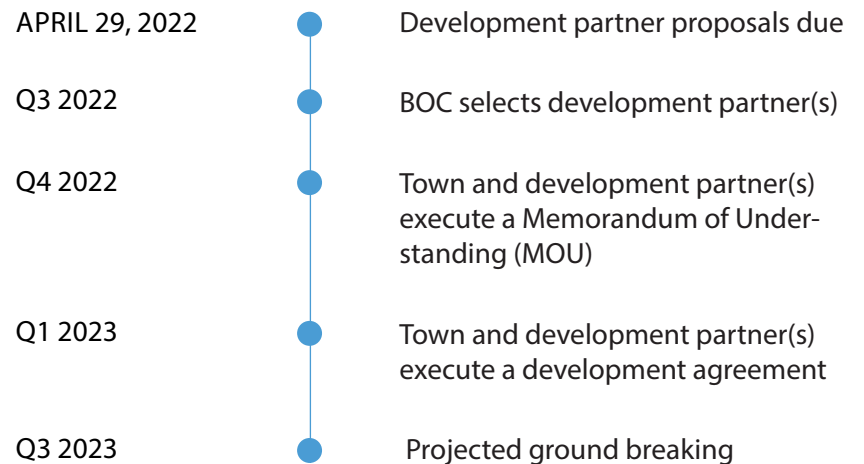 APRIL 29, 2022 Development partner proposals due
Q3 2022 BOC selects development partner(s)
Q4 2022 Town and development partner(s)
execute a Memorandum of Under-
standing (MOU)
Q1 2023 Town and development partner(s)
execute a development agreement
Q3 2023 Projected ground breaking